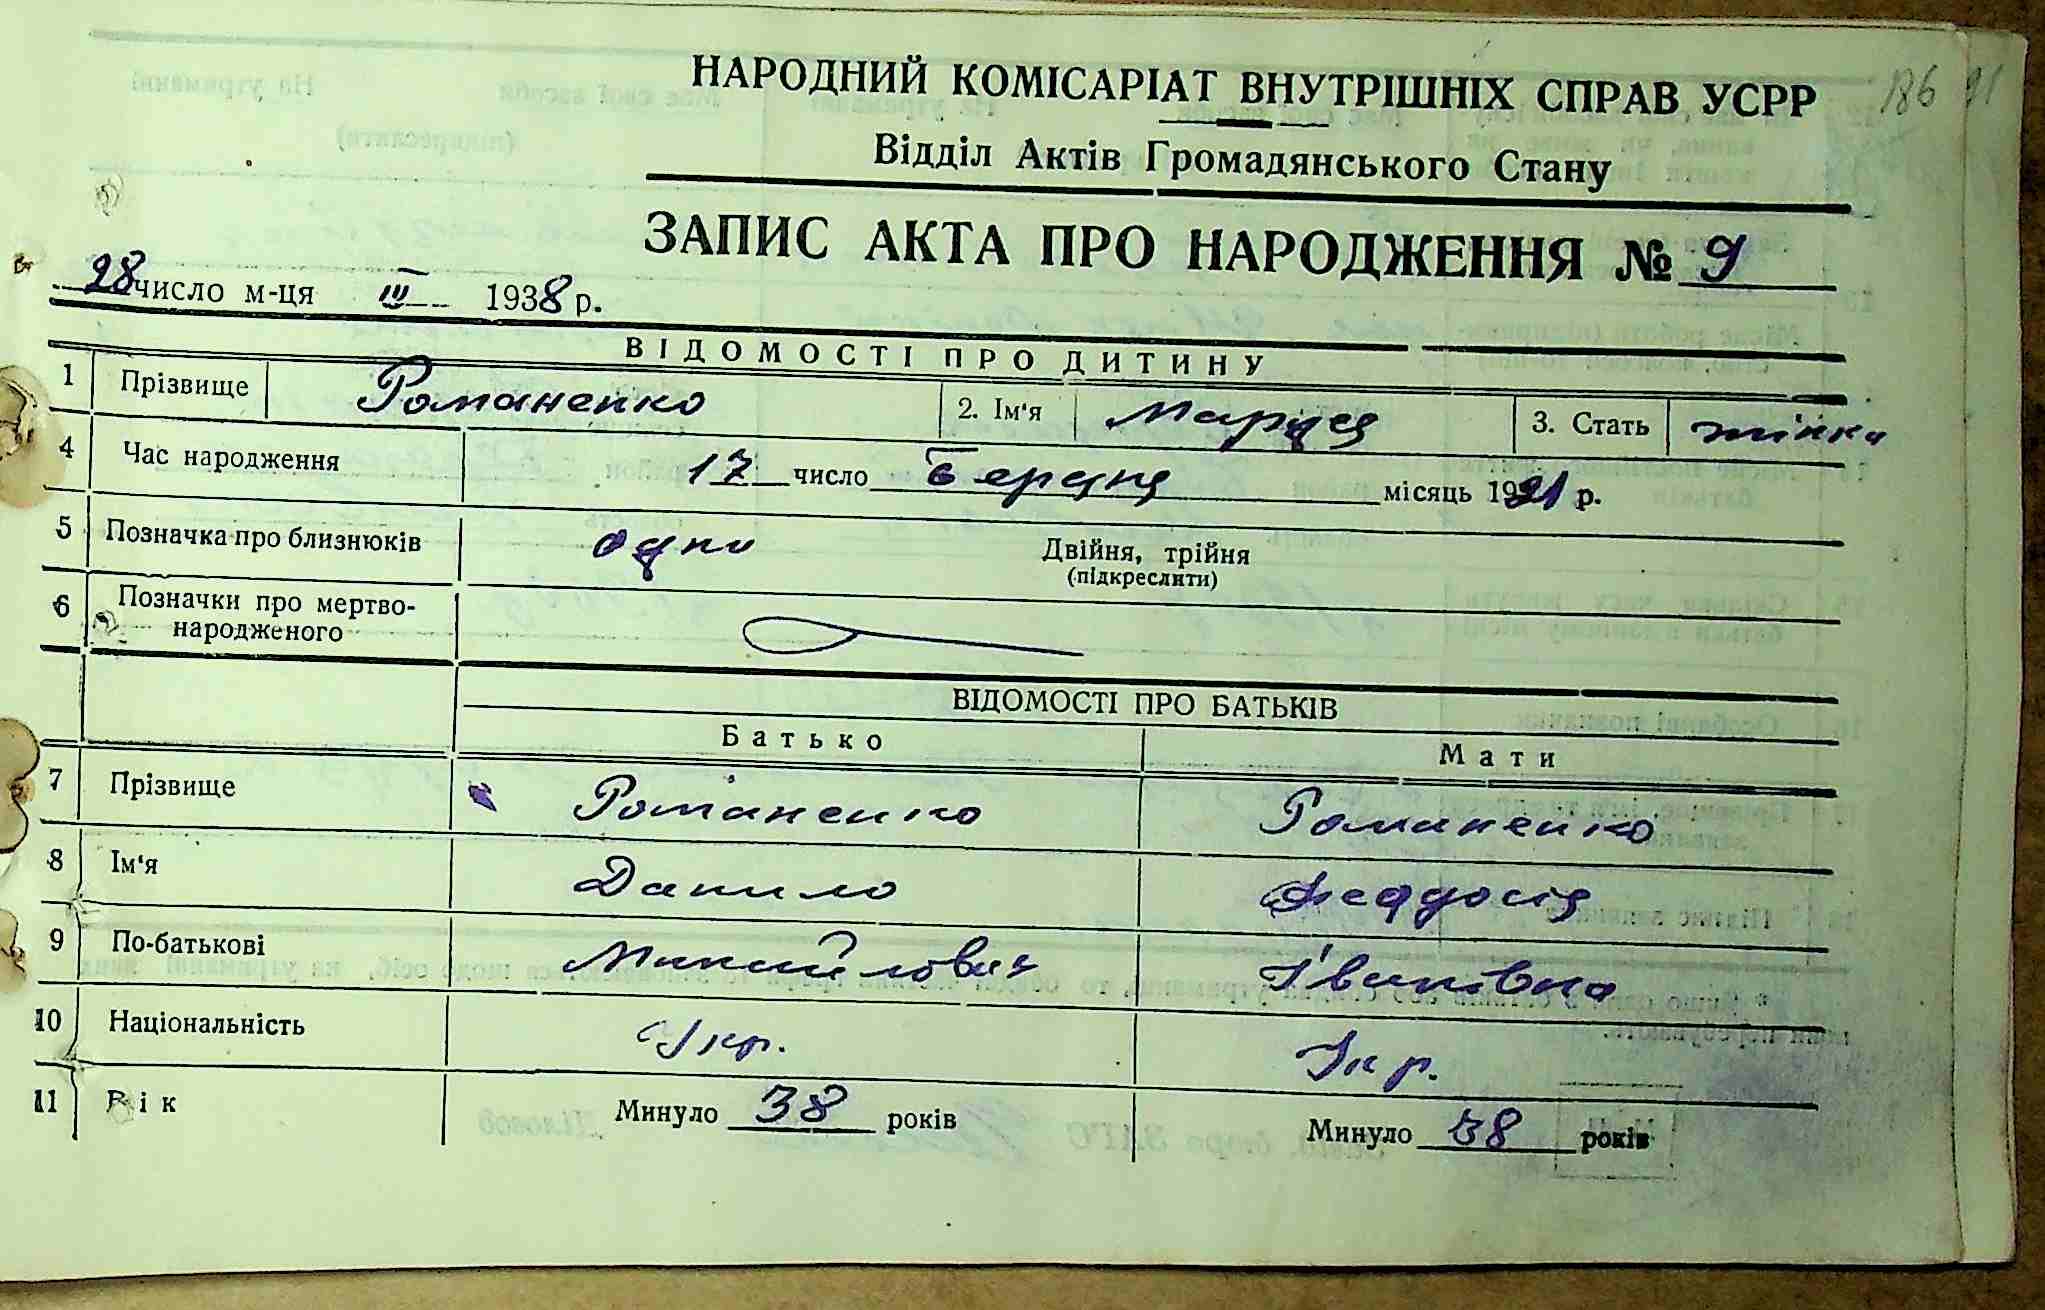 НАРОДНИЙ КОМІСАРІАТ ВНУТРІШНІХ СПРАВ УСРР 186 91
Відділ Актів Громадянського Стану
ЗАПИС АКТА ПРО НАРОДЖЕННЯ № 9
28 число м-ця III 1938 р.
ВІДОМОСТІ ПРО ДИТИНУ
1 Прізвище Романенко 2. Ім'я Маруся 3. Стать жінка
4 Час народження 17 число березня місяць 1921 р.
5 Позначка про близнюків одно Двійня, трійня
(підкреслити)
6 Позначки про мертво-
народженого
ВІДОМОСТІ ПРО БАТЬКІВ
Батько Мати
7 Прізвище Романенко Романенко
8 Ім'я Данило Феодосія
9 По-батькові Михайлович Іванівна
10 Національність Укр. Укр.
11 Вік Минуло 38 років Минуло 38 років